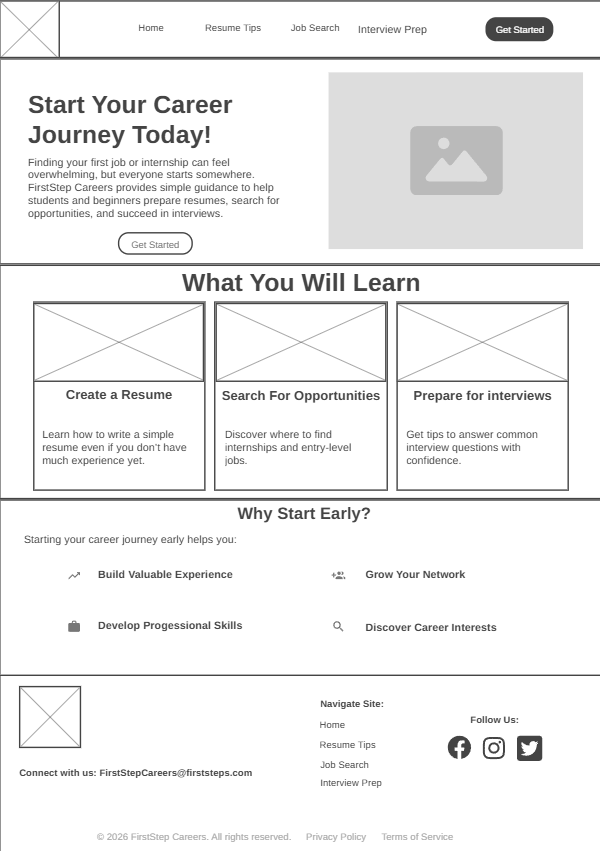 Home
Resume Tips
Job Search
Interview Prep
Get Started
Start Your Career
Journey Today!
Finding your first job or internship can feel
overwhelming, but everyone starts somewhere.
FirstStep Careers provides simple guidance to help
students and beginners prepare resumes, search for
opportunities, and succeed in interviews.
Get Started
What You Will Learn
Create a Resume
Learn how to write a simple
resume even if you don't have
much experience yet.
Search For Opportunities
Discover where to find
internships and entry-level
jobs.
Prepare for interviews
Get tips to answer common
interview questions with
confidence.
Why Start Early?
Starting your career journey early helps you:
Build Valuable Experience
Grow Your Network
Develop Progessional Skills
Discover Career Interests
Connect with us: FirstStepCareers@firststeps.com
Navigate Site:
Home
Resume Tips
Job Search
Interview Prep
Follow Us:
© 2026 FirstStep Careers. All rights reserved.
Privacy Policy
Terms of Service